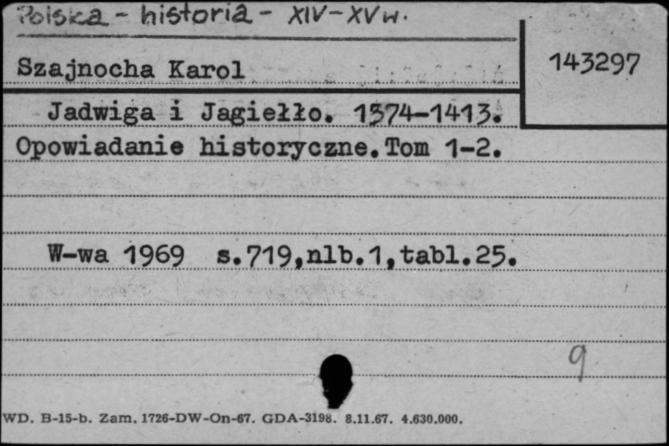 Polska - historia - XIV-XV w.
Szajnocha Karol
143297
Jadwiga i Jagiełło. 1374-1413.
Opowiadanie historyczne.Tom 1-2.
W-wa 1969 s.719,nlb.1,tabl.25.
9
WD. B-15-b. Zam. 1726-DW-On-67. GDA-3198. 8.11.67. 4.630.000.